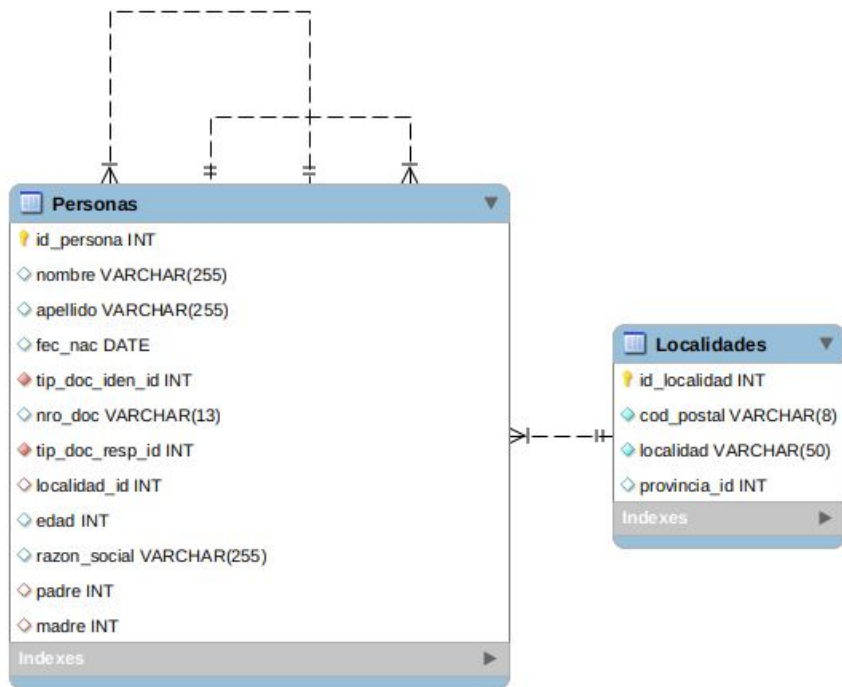 Personas
id_persona INT
nombre VARCHAR(255)
apellido VARCHAR(255)
fec_nac DATE
tip_doc_iden_id INT
nro_doc VARCHAR(13)
tip_doc_resp_id INT
localidad_id INT
edad INT
razon_social VARCHAR(255)
padre INT
madre INT
Indexes
Localidades
id_localidad INT
cod_postal VARCHAR(8)
localidad VARCHAR(50)
provincia_id INT
Indexes